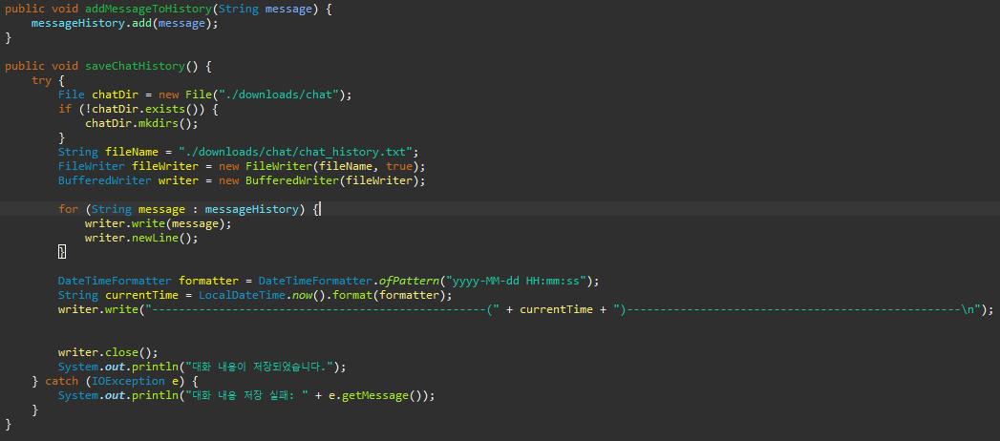 public void addMessageToHistory(String message) {
    messageHistory.add(message);
}

public void saveChatHistory() {
    try {
        File chatDir = new File("./downloads/chat");
        if (!chatDir.exists()) {
            chatDir.mkdirs();
        }
        String fileName = "./downloads/chat/chat_history.txt";
        FileWriter fileWriter = new FileWriter(fileName, true);
        BufferedWriter writer = new BufferedWriter(fileWriter);

        for (String message : messageHistory) {
            writer.write(message);
            writer.newLine();
        }

        DateTimeFormatter formatter = DateTimeFormatter.ofPattern("yyyy-MM-dd HH:mm:ss");
        String currentTime = LocalDateTime.now().format(formatter);
        writer.write("--------------------------------------------------(" + currentTime + ")--------------------------------------------------\n");


        writer.close();
        System.out.println("대화 내용이 저장되었습니다.");
    } catch (IOException e) {
        System.out.println("대화 내용 저장 실패: " + e.getMessage());
    }
}